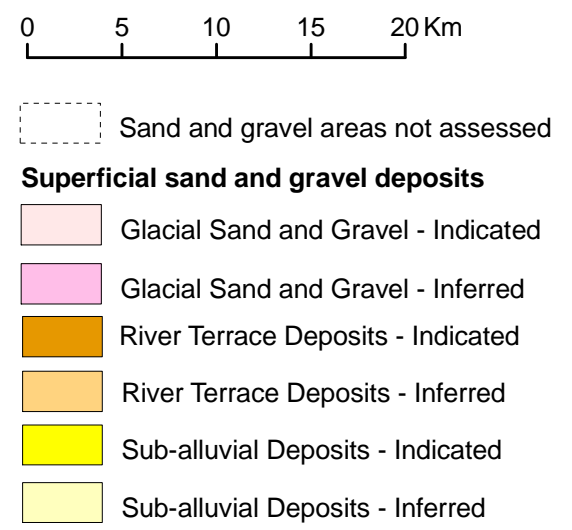 0 5 10 15 20 Km
Sand and gravel areas not assessed
Superficial sand and gravel deposits
Glacial Sand and Gravel - Indicated
Glacial Sand and Gravel - Inferred
River Terrace Deposits - Indicated
River Terrace Deposits - Inferred
Sub-alluvial Deposits - Indicated
Sub-alluvial Deposits - Inferred